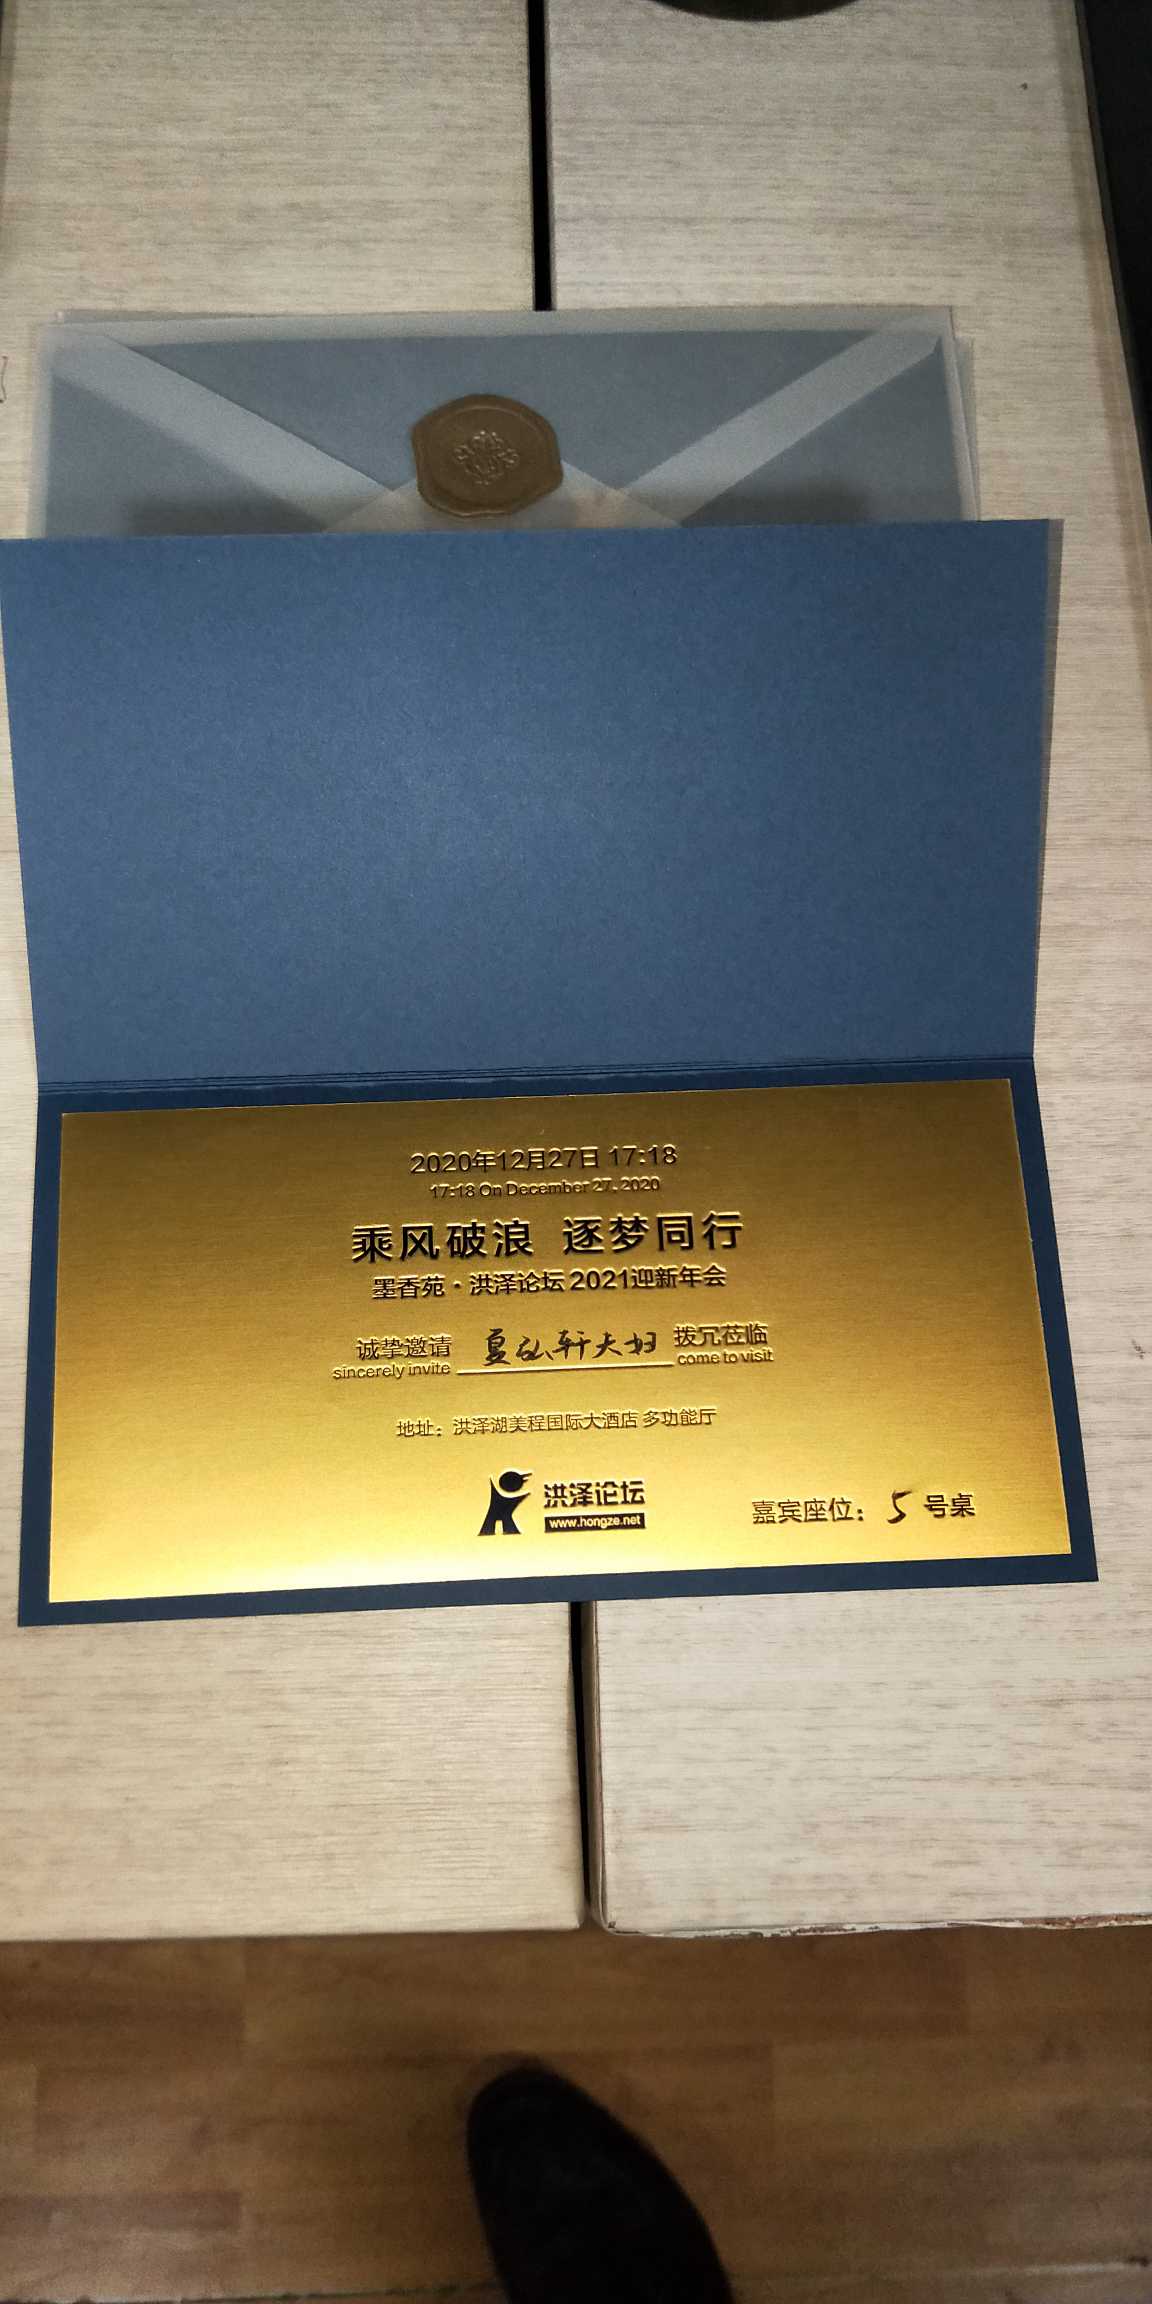 2020年12月27日 17:18
17:18 On December 27, 2020
乘风破浪 逐梦同行
墨香苑·洪泽论坛 2021迎新年会
诚挚邀请 夏 轩夫妇 拨冗莅临
sincerely invite come to visit
地址：洪泽湖美程国际大酒店 多功能厅
洪泽论坛
www.hongze.net
嘉宾座位：5号桌